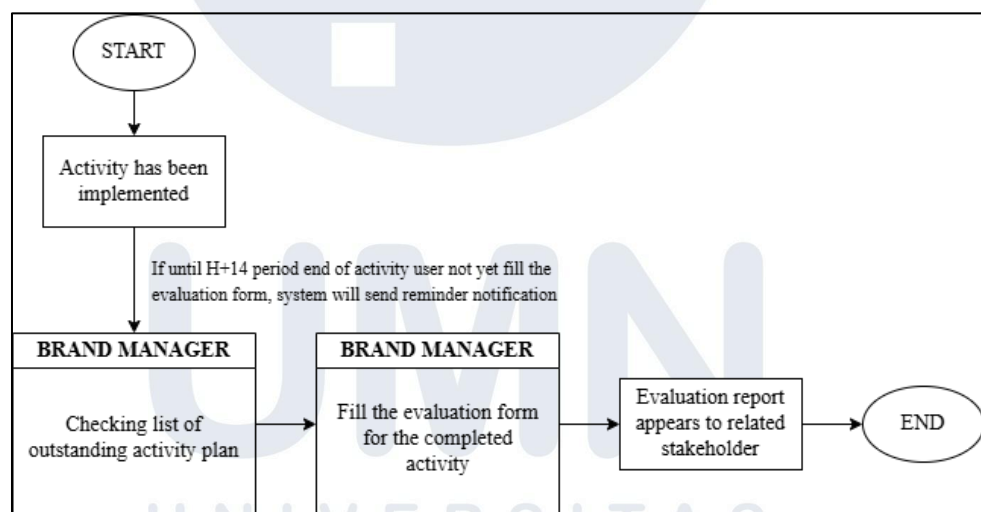 START
Activity has been
implemented
If until H+14 period end of activity user not yet fill the
evaluation form, system will send reminder notification
BRAND MANAGER
Checking list of
outstanding activity plan
BRAND MANAGER
Fill the evaluation form
for the completed
activity
Evaluation report
appears to related
stakeholder
END
UMN
UNIVERSITAS